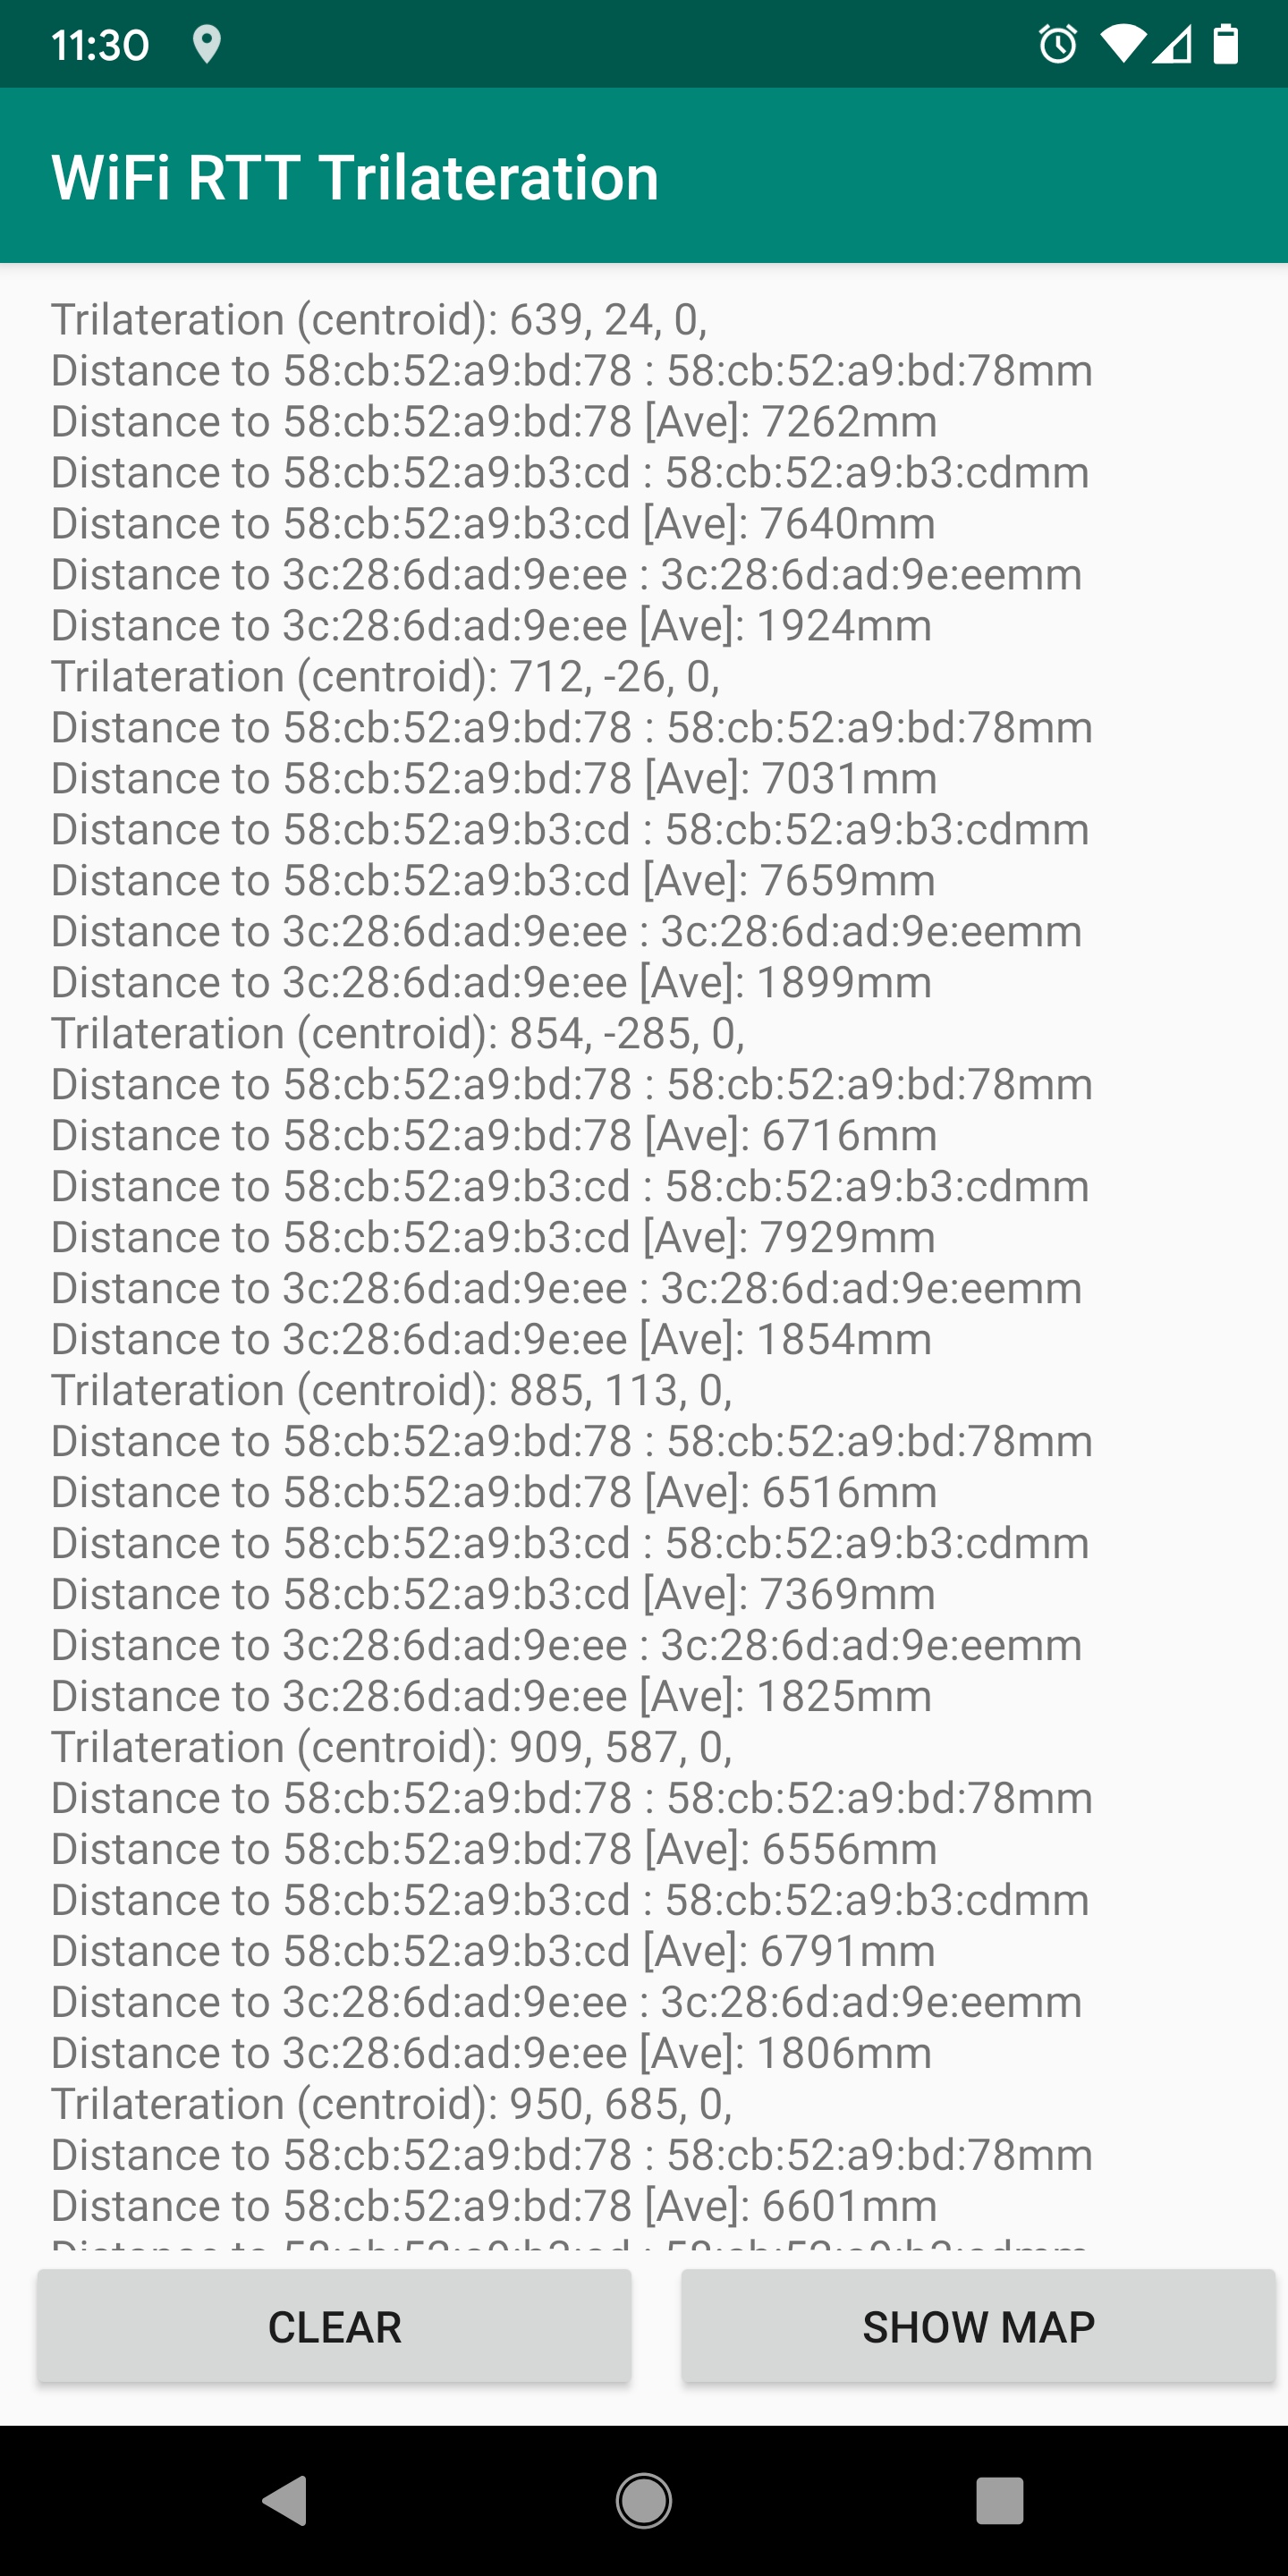 11:30
WiFi RTT Trilateration
Trilateration (centroid): 639, 24, 0,
Distance to 58:cb:52:a9:bd:78 : 58:cb:52:a9:bd:78mm
Distance to 58:cb:52:a9:bd:78 [Ave]: 7262mm
Distance to 58:cb:52:a9:b3:cd : 58:cb:52:a9:b3:cdmm
Distance to 58:cb:52:a9:b3:cd [Ave]: 7640mm
Distance to 3c:28:6d:ad:9e:ee : 3c:28:6d:ad:9e:eemm
Distance to 3c:28:6d:ad:9e:ee [Ave]: 1924mm
Trilateration (centroid): 712, -26, 0,
Distance to 58:cb:52:a9:bd:78 : 58:cb:52:a9:bd:78mm
Distance to 58:cb:52:a9:bd:78 [Ave]: 7031mm
Distance to 58:cb:52:a9:b3:cd : 58:cb:52:a9:b3:cdmm
Distance to 58:cb:52:a9:b3:cd [Ave]: 7659mm
Distance to 3c:28:6d:ad:9e:ee : 3c:28:6d:ad:9e:eemm
Distance to 3c:28:6d:ad:9e:ee [Ave]: 1899mm
Trilateration (centroid): 854, -285, 0,
Distance to 58:cb:52:a9:bd:78 : 58:cb:52:a9:bd:78mm
Distance to 58:cb:52:a9:bd:78 [Ave]: 6716mm
Distance to 58:cb:52:a9:b3:cd : 58:cb:52:a9:b3:cdmm
Distance to 58:cb:52:a9:b3:cd [Ave]: 7929mm
Distance to 3c:28:6d:ad:9e:ee : 3c:28:6d:ad:9e:eemm
Distance to 3c:28:6d:ad:9e:ee [Ave]: 1854mm
Trilateration (centroid): 885, 113, 0,
Distance to 58:cb:52:a9:bd:78 : 58:cb:52:a9:bd:78mm
Distance to 58:cb:52:a9:bd:78 [Ave]: 6516mm
Distance to 58:cb:52:a9:b3:cd : 58:cb:52:a9:b3:cdmm
Distance to 58:cb:52:a9:b3:cd [Ave]: 7369mm
Distance to 3c:28:6d:ad:9e:ee : 3c:28:6d:ad:9e:eemm
Distance to 3c:28:6d:ad:9e:ee [Ave]: 1825mm
Trilateration (centroid): 909, 587, 0,
Distance to 58:cb:52:a9:bd:78 : 58:cb:52:a9:bd:78mm
Distance to 58:cb:52:a9:bd:78 [Ave]: 6556mm
Distance to 58:cb:52:a9:b3:cd : 58:cb:52:a9:b3:cdmm
Distance to 58:cb:52:a9:b3:cd [Ave]: 6791mm
Distance to 3c:28:6d:ad:9e:ee : 3c:28:6d:ad:9e:eemm
Distance to 3c:28:6d:ad:9e:ee [Ave]: 1806mm
Trilateration (centroid): 950, 685, 0,
Distance to 58:cb:52:a9:bd:78 : 58:cb:52:a9:bd:78mm
Distance to 58:cb:52:a9:bd:78 [Ave]: 6601mm
CLEAR
SHOW MAP